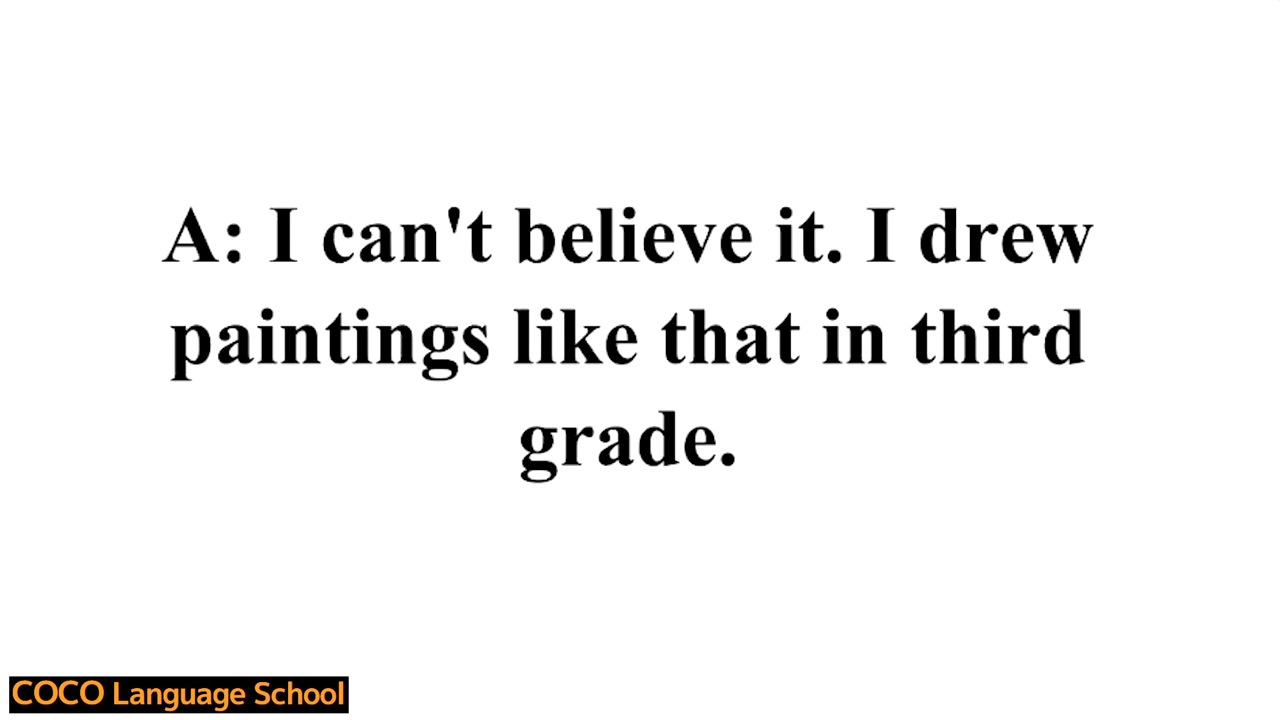 A: I can't believe it. I drew
paintings like that in third
grade.
COCO Language School